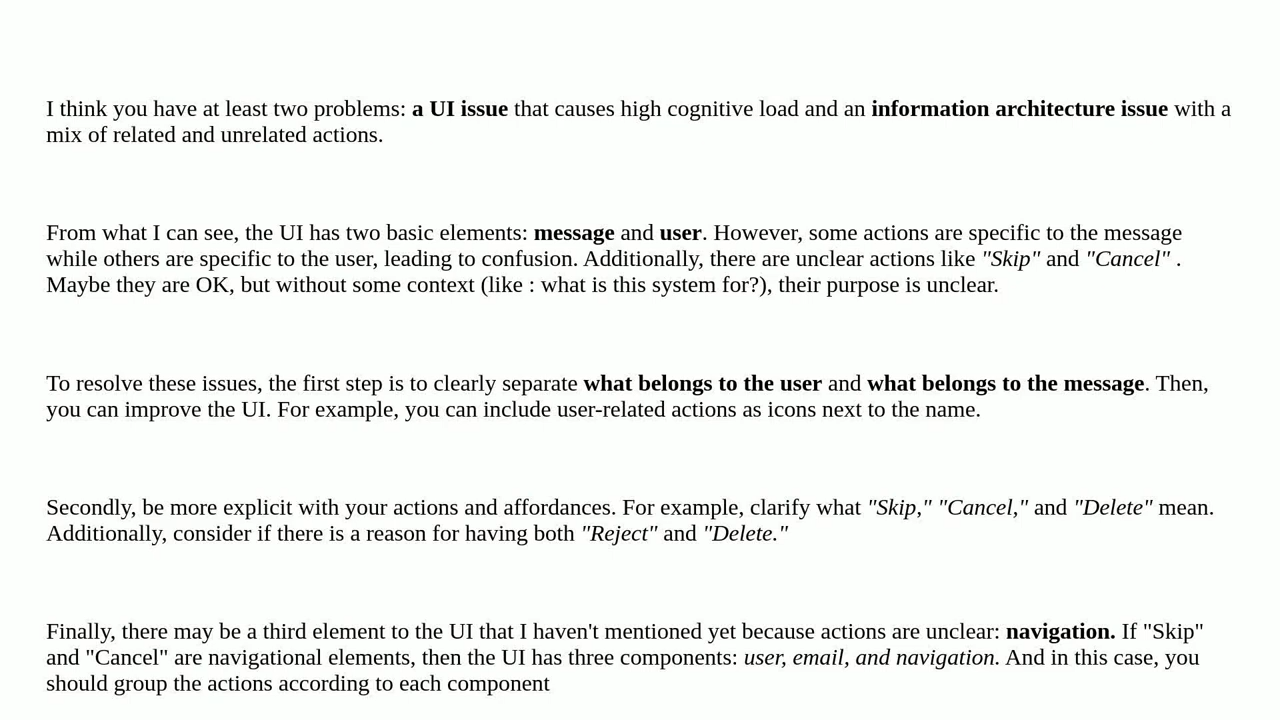 I think you have at least two problems: a UI issue that causes high cognitive load and an information architecture issue with a
mix of related and unrelated actions.
From what I can see, the UI has two basic elements: message and user. However, some actions are specific to the message
while others are specific to the user, leading to confusion. Additionally, there are unclear actions like "Skip" and "Cancel" .
Maybe they are OK, but without some context (like : what is this system for?), their purpose is unclear.
To resolve these issues, the first step is to clearly separate what belongs to the user and what belongs to the message. Then,
you can improve the UI. For example, you can include user-related actions as icons next to the name.
Secondly, be more explicit with your actions and affordances. For example, clarify what "Skip," "Cancel," and "Delete" mean.
Additionally, consider if there is a reason for having both "Reject" and "Delete."
Finally, there may be a third element to the UI that I haven't mentioned yet because actions are unclear: navigation. If "Skip"
and "Cancel" are navigational elements, then the UI has three components: user, email, and navigation. And in this case, you
should group the actions according to each component